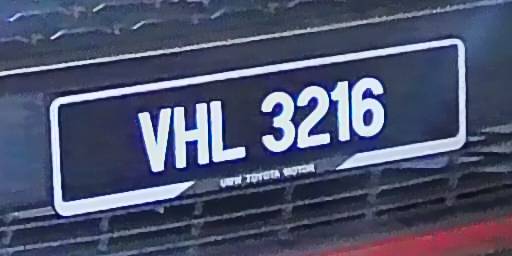 VHL 3216
UMW TOYOTA MOTOR